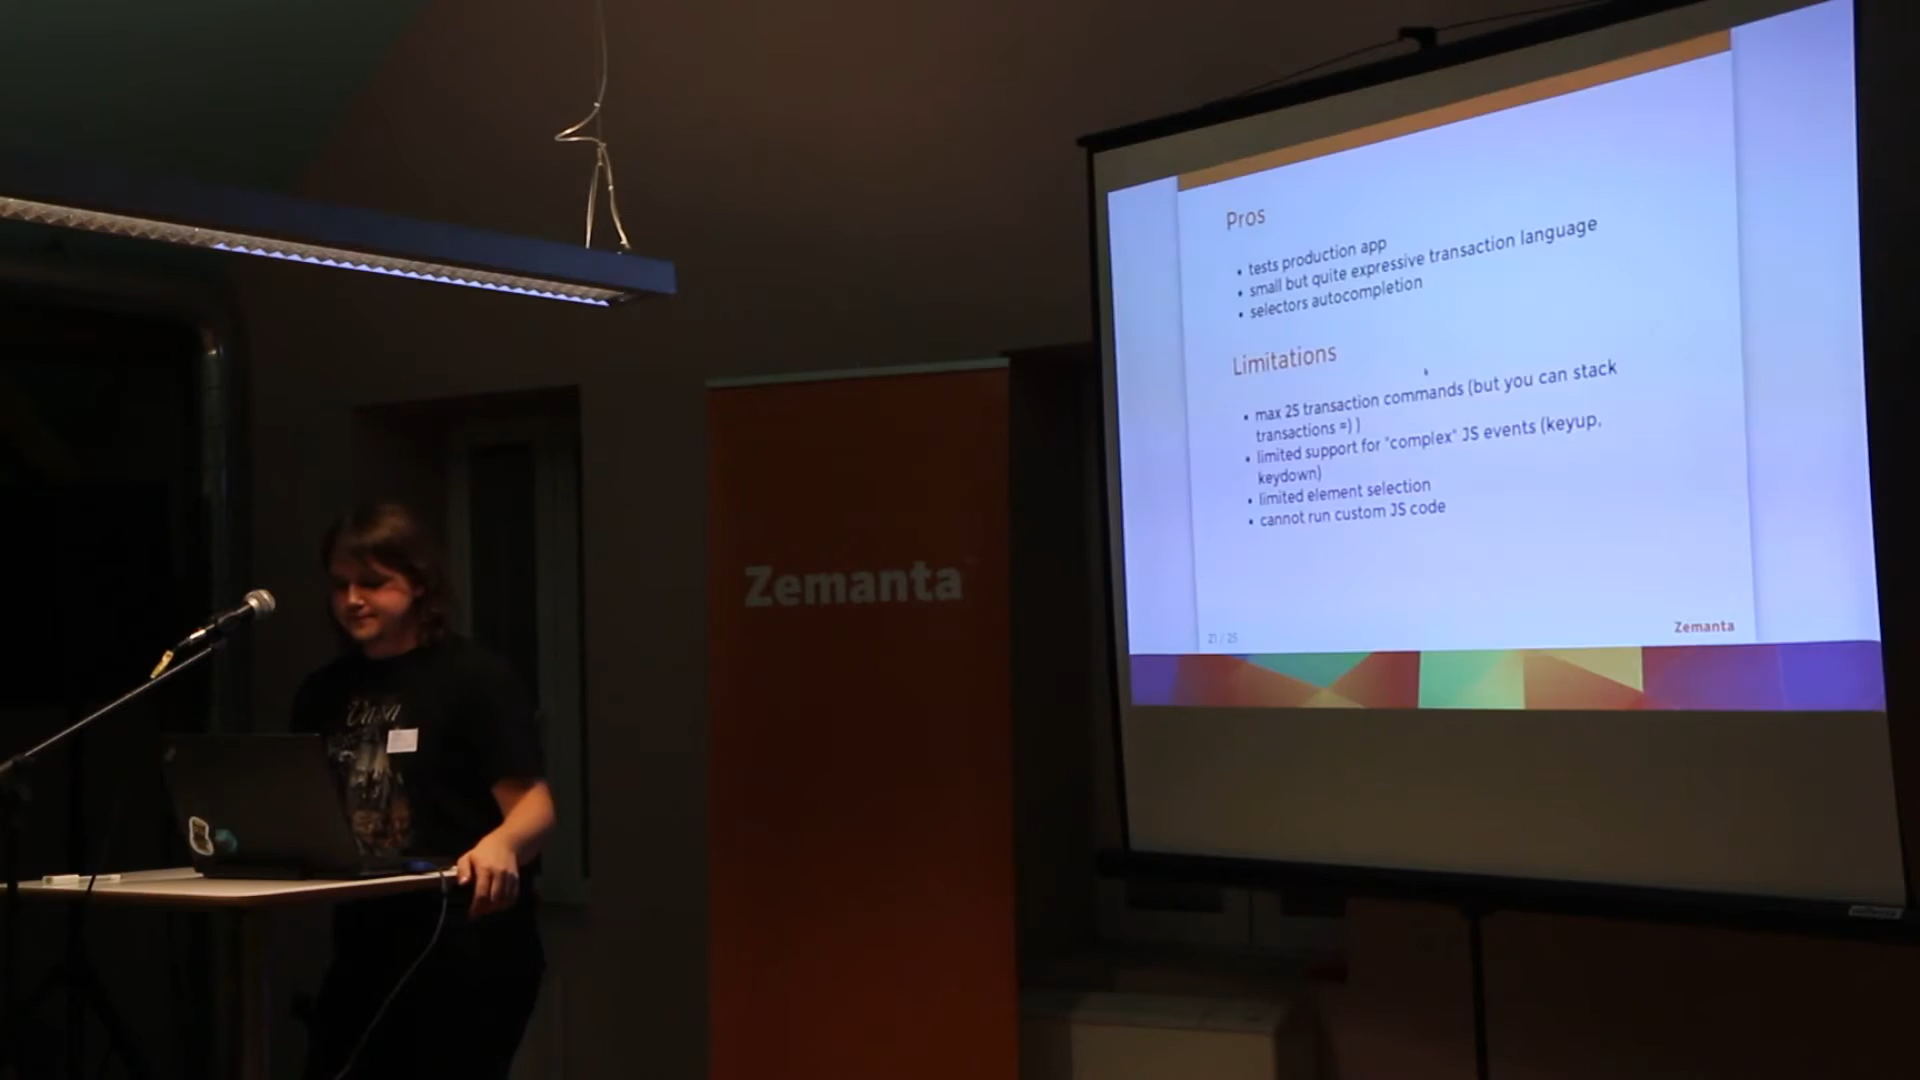 Pros
• tests production app
• small but quite expressive transaction language
• selectors autocompletion
Limitations
• max 25 transaction commands (but you can stack
transactions =) )
• limited support for "complex" JS events (keyup,
keydown)
• limited element selection
• cannot run custom JS code
21 / 25
Zemanta
Zemanta